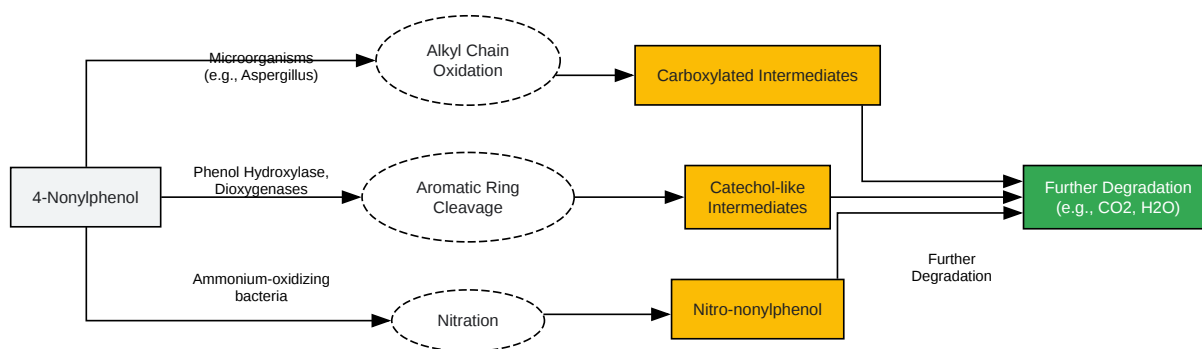 Microorganisms
(e.g., Aspergillus)
Alkyl Chain
Oxidation
Carboxylated Intermediates
4-Nonylphenol
Phenol Hydroxylase,
Dioxygenases
Aromatic Ring
Cleavage
Catechol-like
Intermediates
Further Degradation
(e.g., CO2, H2O)
Ammonium-oxidizing
bacteria
Nitration
Nitro-nonylphenol
Further
Degradation